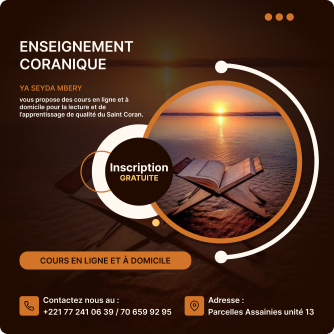 ENSEIGNEMENT
CORANIQUE
YA SEYDA MBERY
vous propose des cours en ligne et à
domicile pour la lecture et de
l'apprentissage de qualité du Saint Coran.
Inscription
GRATUITE
COURS EN LIGNE ET À DOMICILE
Contactez nous au :
+221 77 241 06 39 / 70 659 92 95
Adresse :
Parcelles Assainies unité 13